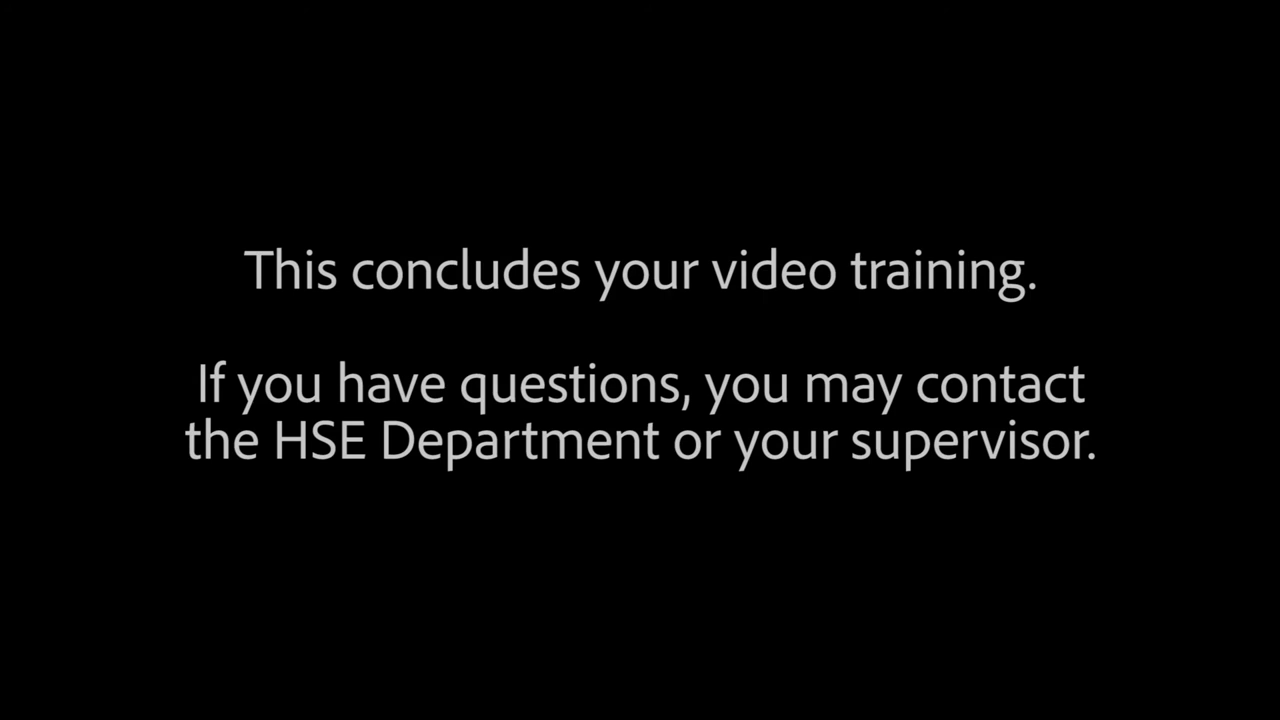 This concludes your video training.
If you have questions, you may contact
the HSE Department or your supervisor.